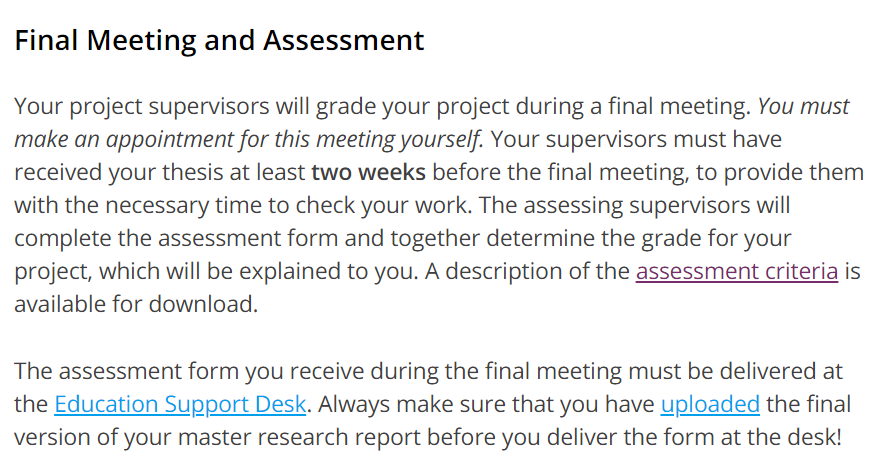 Final Meeting and Assessment
Your project supervisors will grade your project during a final meeting. You must
make an appointment for this meeting yourself. Your supervisors must have
received your thesis at least two weeks before the final meeting, to provide them
with the necessary time to check your work. The assessing supervisors will
complete the assessment form and together determine the grade for your
project, which will be explained to you. A description of the assessment criteria is
available for download.
The assessment form you receive during the final meeting must be delivered at
the Education Support Desk. Always make sure that you have uploaded the final
version of your master research report before you deliver the form at the desk!